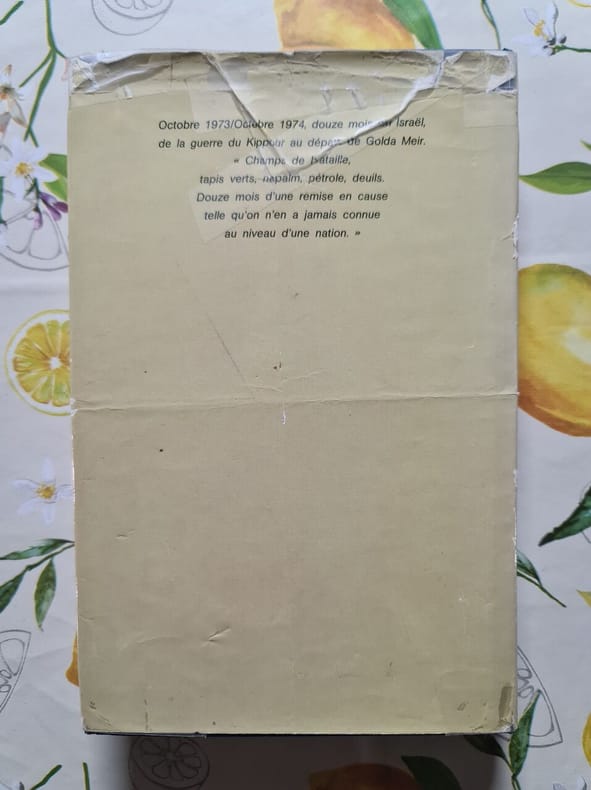 Octobre 1973/Octobre 1974, douze mois en Israël,
de la guerre du Kippour au départ de Golda Meir.
« Champs de bataille,
tapis verts, napalm, pétrole, deuils.
Douze mois d'une remise en cause
telle qu'on n'en a jamais connue
au niveau d'une nation. »